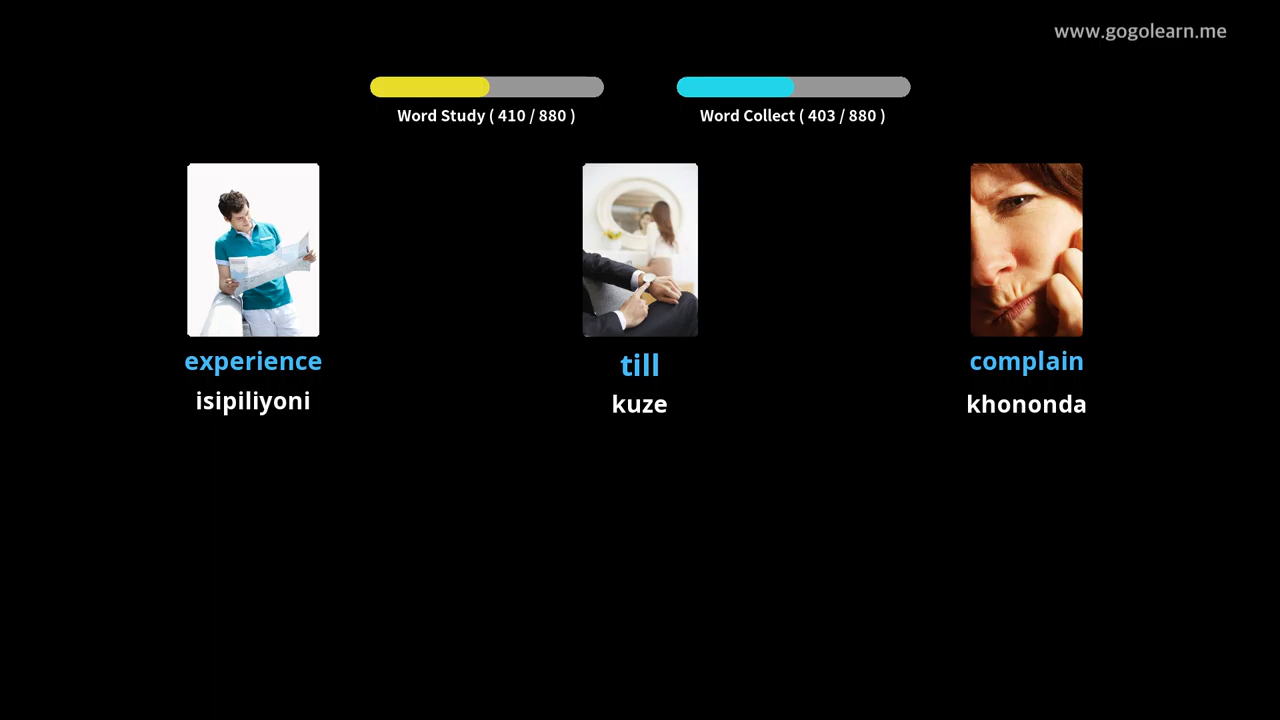 www.gogolearn.me
Word Study ( 410 / 880 )
Word Collect ( 403 / 880 )
experience
till
complain
isipiliyoni
kuze
khononda